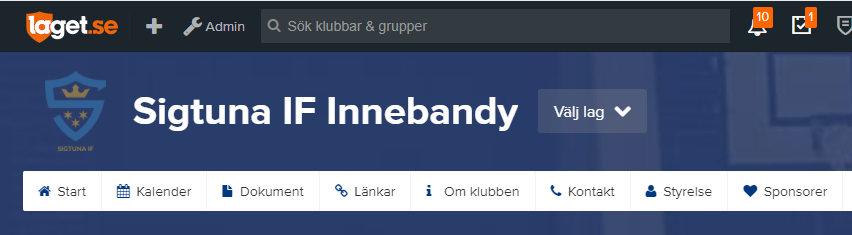 laget.se Admin Sök klubbar & grupper 10 1
SIGTUNA IF
Sigtuna IF Innebandy Välj lag
Start Kalender Dokument Länkar Om klubben Kontakt Styrelse Sponsorer